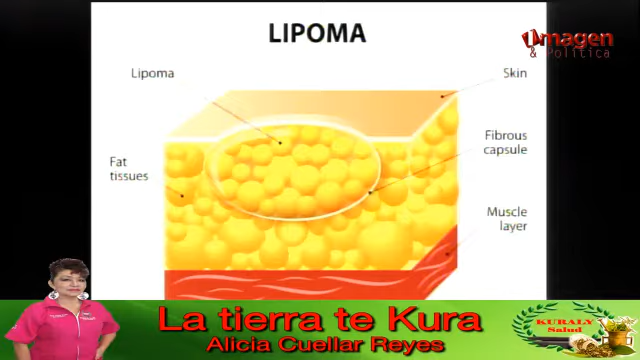 LIPOMA
Imagen
& Política
Lipoma
Skin
Fibrous
capsule
Fat
tissues
Muscle
layer
La tierra te Kura
Alicia Cuellar Reyes
KURALY
Salud